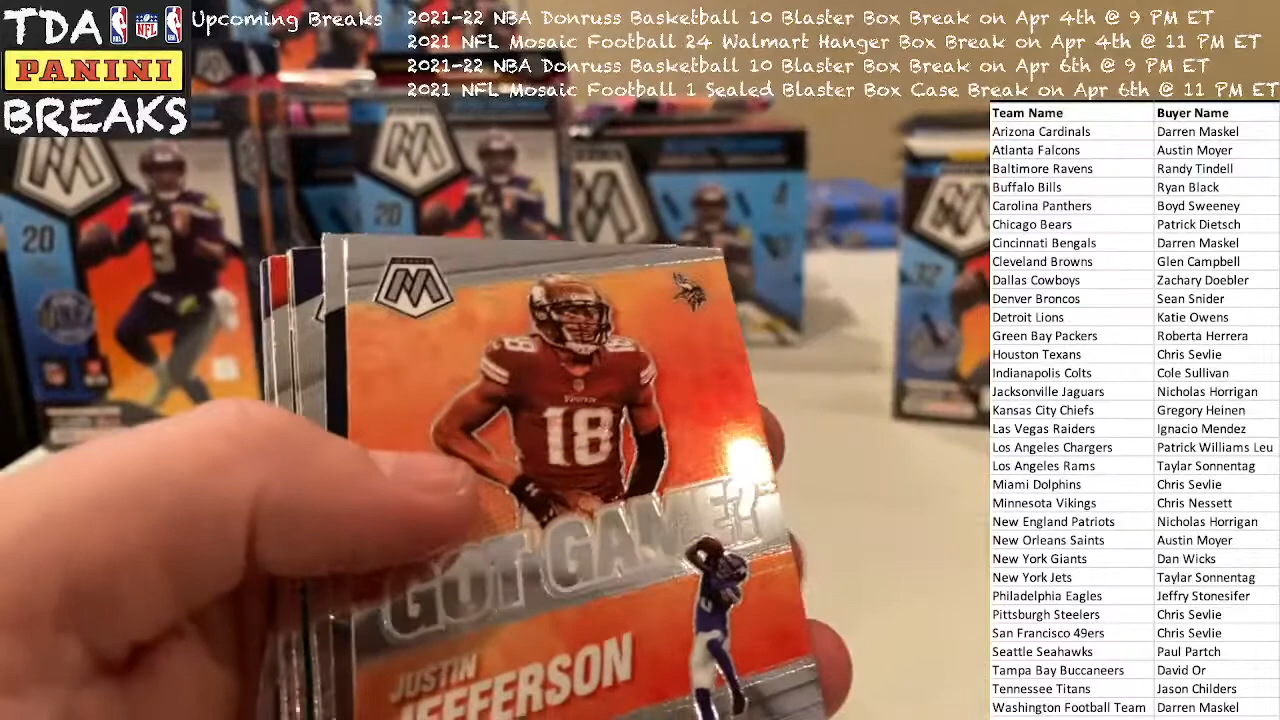 TDA
PANINI
BREAKS
Upcoming Breaks
2021-22 NBA Donruss Basketball 10 Blaster Box Break on Apr 4th @ 9 PM ET
2021 NFL Mosaic Football 24 Walmart Hanger Box Break on Apr 4th @ 11 PM ET
2021-22 NBA Donruss Basketball 10 Blaster Box Break on Apr 6th @ 9 PM ET
2021 NFL Mosaic Football 1 Sealed Blaster Box Case Break on Apr 6th @ 11 PM ET
Team Name Buyer Name
Arizona Cardinals Darren Maskel
Atlanta Falcons Austin Moyer
Baltimore Ravens Randy Tindell
Buffalo Bills Ryan Black
Carolina Panthers Boyd Sweeney
Chicago Bears Patrick Dietsch
Cincinnati Bengals Darren Maskel
Cleveland Browns Glen Campbell
Dallas Cowboys Zachary Doebler
Denver Broncos Sean Snider
Detroit Lions Katie Owens
Green Bay Packers Roberta Herrera
Houston Texans Chris Sevlie
Indianapolis Colts Cole Sullivan
Jacksonville Jaguars Nicholas Horrigan
Kansas City Chiefs Gregory Heinen
Las Vegas Raiders Ignacio Mendez
Los Angeles Chargers Patrick Williams Leu
Los Angeles Rams Taylar Sonnentag
Miami Dolphins Chris Sevlie
Minnesota Vikings Chris Nessett
New England Patriots Nicholas Horrigan
New Orleans Saints Austin Moyer
New York Giants Dan Wicks
New York Jets Taylar Sonnentag
Philadelphia Eagles Jeffry Stonesifer
Pittsburgh Steelers Chris Sevlie
San Francisco 49ers Chris Sevlie
Seattle Seahawks Paul Partch
Tampa Bay Buccaneers David Or
Tennessee Titans Jason Childers
Washington Football Team Darren Maskel
20
3
20
18
18
GOT GAME?
JUSTIN
JEFFERSON